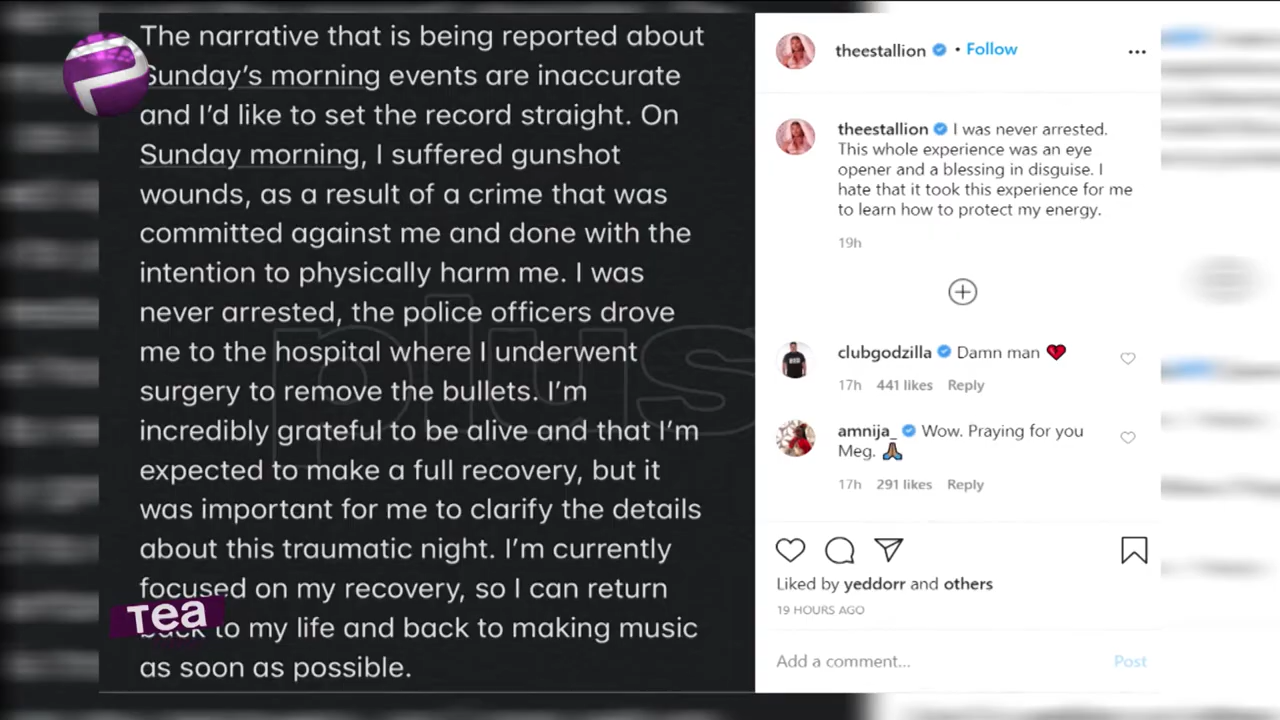 The narrative that is being reported about
Sunday's morning events are inaccurate
and I'd like to set the record straight. On
Sunday morning, I suffered gunshot
wounds, as a result of a crime that was
committed against me and done with the
intention to physically harm me. I was
never arrested, the police officers drove
me to the hospital where I underwent
surgery to remove the bullets. I'm
incredibly grateful to be alive and that I'm
expected to make a full recovery, but it
was important for me to clarify the details
about this traumatic night. I'm currently
focused on my recovery, so I can return
back to my life and back to making music
as soon as possible.
plus
Tea
theestallion • Follow
theestallion I was never arrested.
This whole experience was an eye
opener and a blessing in disguise. I
hate that it took this experience for me
to learn how to protect my energy.
19h
clubgodzilla Damn man
17h 441 likes Reply
amnija_ Wow. Praying for you
Meg.
17h 291 likes Reply
Liked by yeddorr and others
19 HOURS AGO
Add a comment... Post